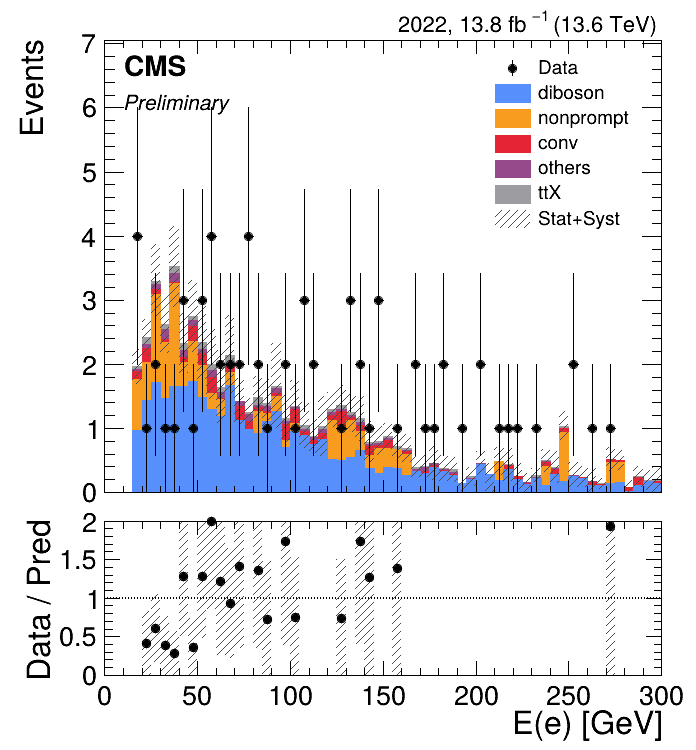 2022, 13.8 fb⁻¹ (13.6 TeV)
CMS
Preliminary
Events
7
6
5
4
3
2
1
0
Data
diboson
nonprompt
conv
others
ttX
Stat+Syst
Data / Pred
2
1.5
1
0.5
0
0 50 100 150 200 250 300
E(e) [GeV]